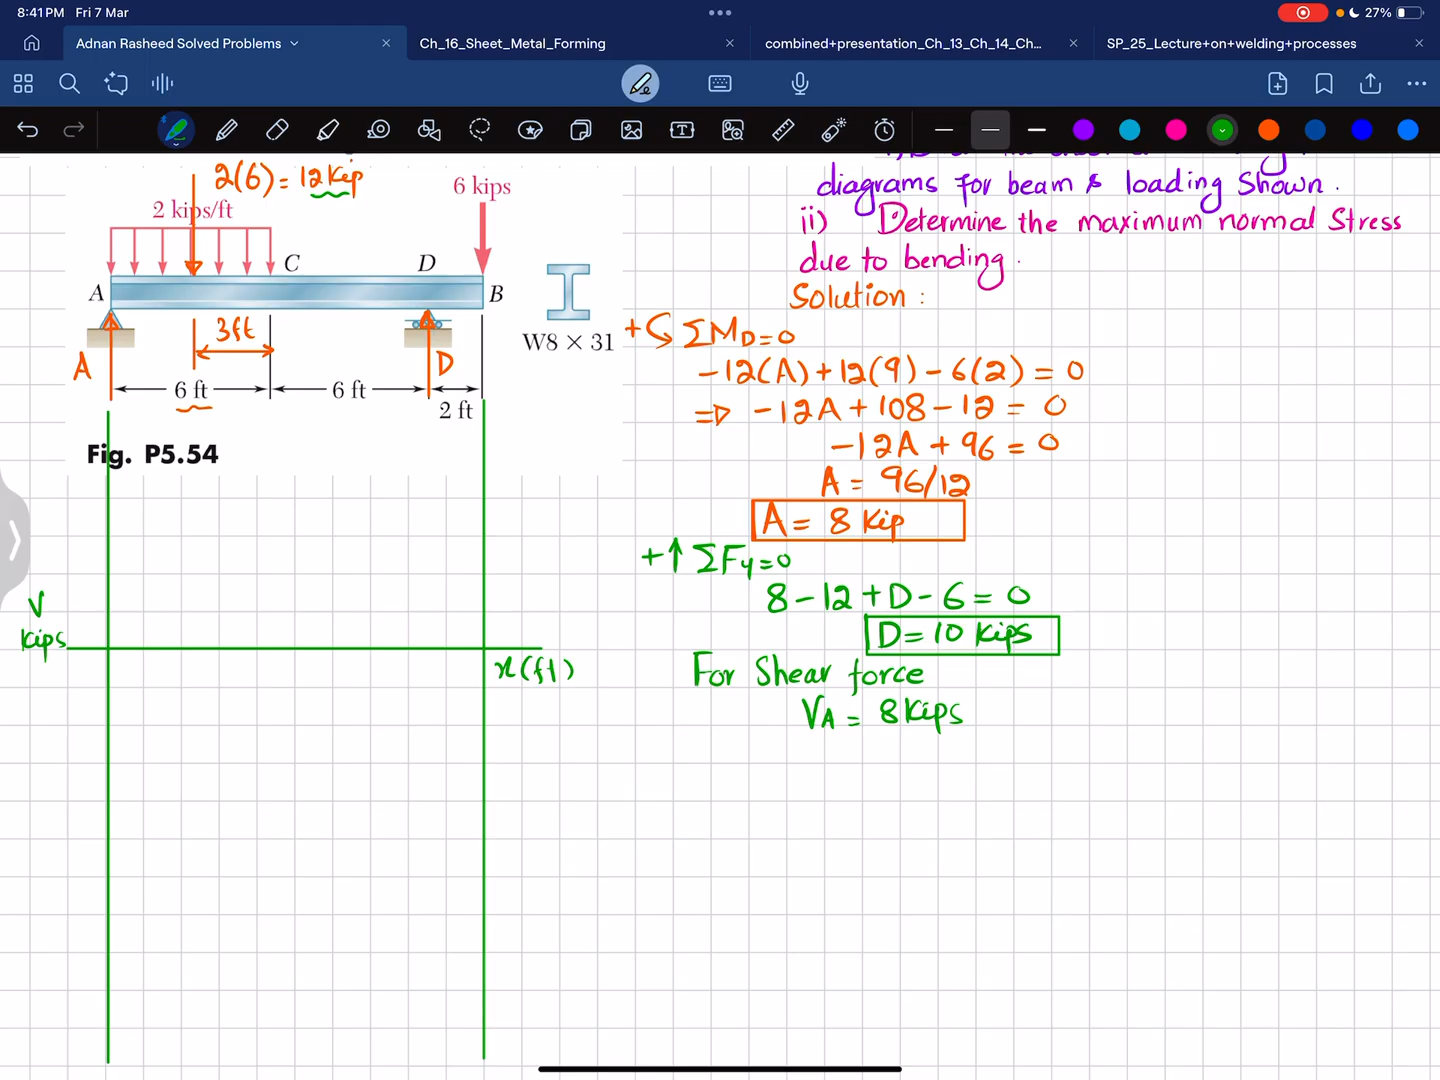 8:41 PM Fri 7 Mar
27%
Adnan Rasheed Solved Problems
Ch_16_Sheet_Metal_Forming
combined+presentation_Ch_13_Ch_14_Ch...
SP_25_Lecture+on+welding+processes
diagrams for beam & loading Shown.
ii) Determine the maximum normal Stress
due to bending.
Solution :
2(6) = 12 Kip
2 kips/ft
6 kips
A
C
D
B
W8 × 31
A
3ft
D
6 ft
6 ft
2 ft
Fig. P5.54
V
kips
x(ft)
+ ΣM_D=0
-12(A)+12(9)-6(2)=0
=> -12A+108-12=0
-12A+96=0
A = 96/12
A = 8 Kip
+↑ ΣFy=0
8-12+D-6=0
D=10 Kips
For Shear force
V_A = 8 Kips